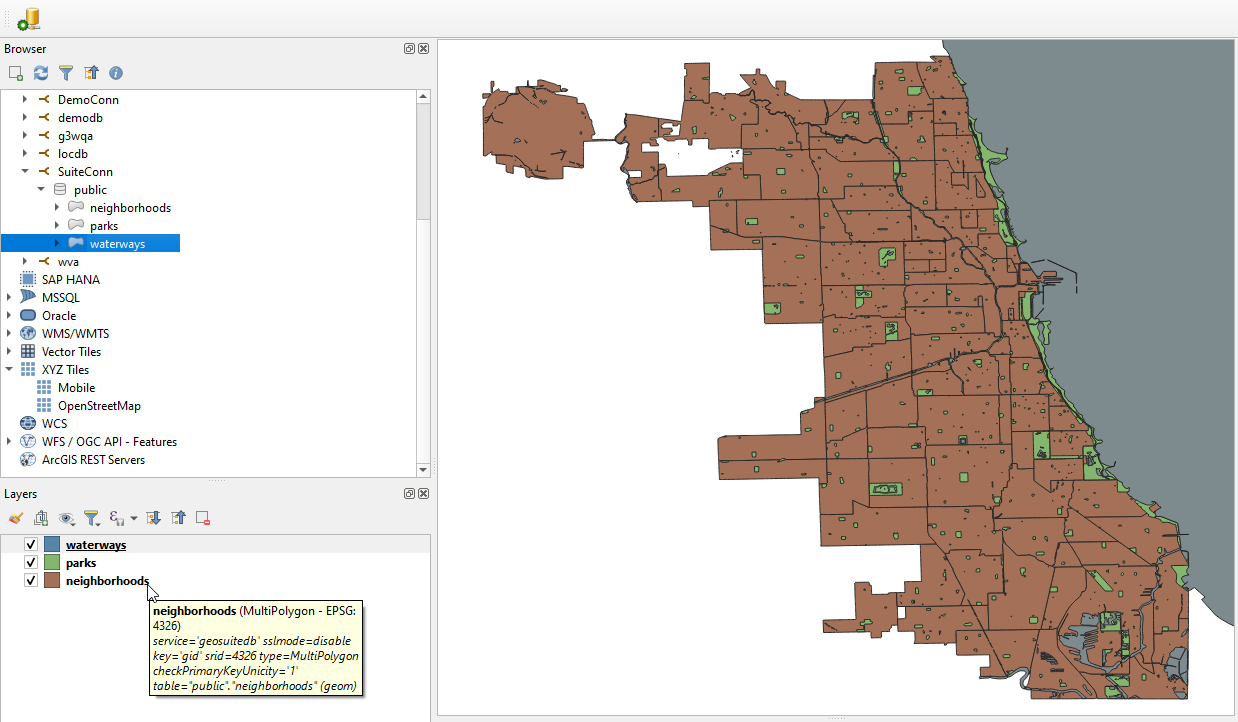 Browser
DemoConn
demodb
g3wqa
locdb
SuiteConn
public
neighborhoods
parks
waterways
wva
SAP HANA
MSSQL
Oracle
WMS/WMTS
Vector Tiles
XYZ Tiles
Mobile
OpenStreetMap
WCS
WFS / OGC API - Features
ArcGIS REST Servers
Layers
waterways
parks
neighborhoods
neighborhoods (MultiPolygon - EPSG:
4326)
service='geosuitedb' sslmode=disable
key='gid' srid=4326 type=MultiPolygon
checkPrimaryKeyUnicity='1'
table="public"."neighborhoods" (geom)